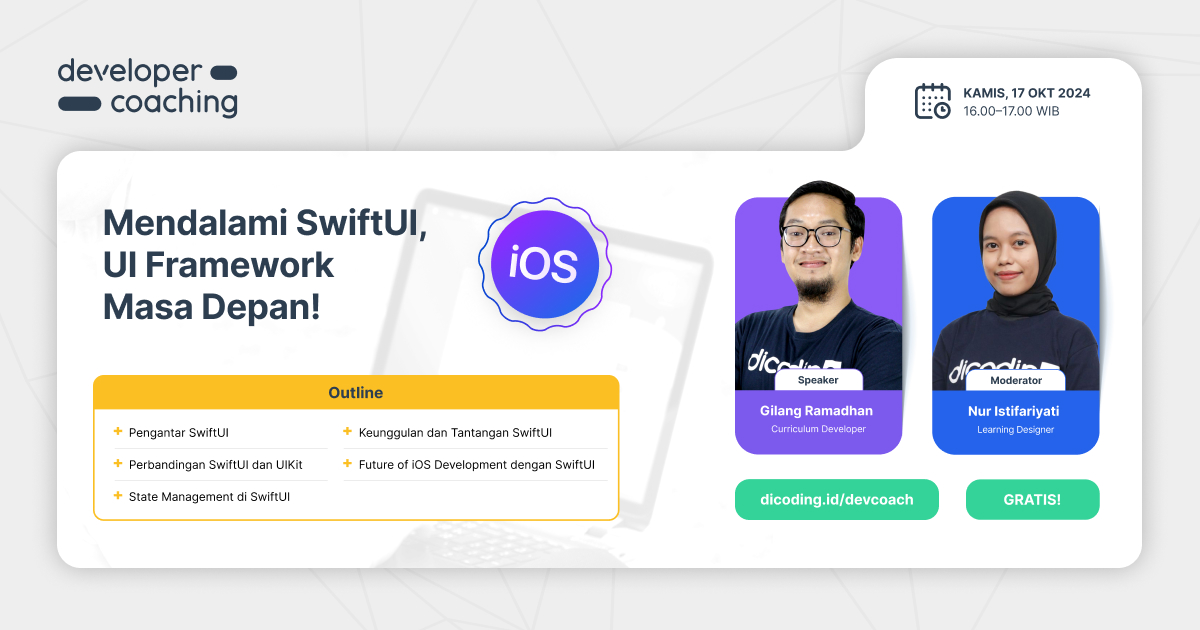 developer
coaching
KAMIS, 17 OKT 2024
16.00–17.00 WIB
Mendalami SwiftUI,
UI Framework
Masa Depan!
iOS
Outline
+ Pengantar SwiftUI
+ Perbandingan SwiftUI dan UIKit
+ State Management di SwiftUI
+ Keunggulan dan Tantangan SwiftUI
+ Future of iOS Development dengan SwiftUI
dicoding
Speaker
Gilang Ramadhan
Curriculum Developer
dicoding
Moderator
Nur Istifariyati
Learning Designer
dicoding.id/devcoach
GRATIS!